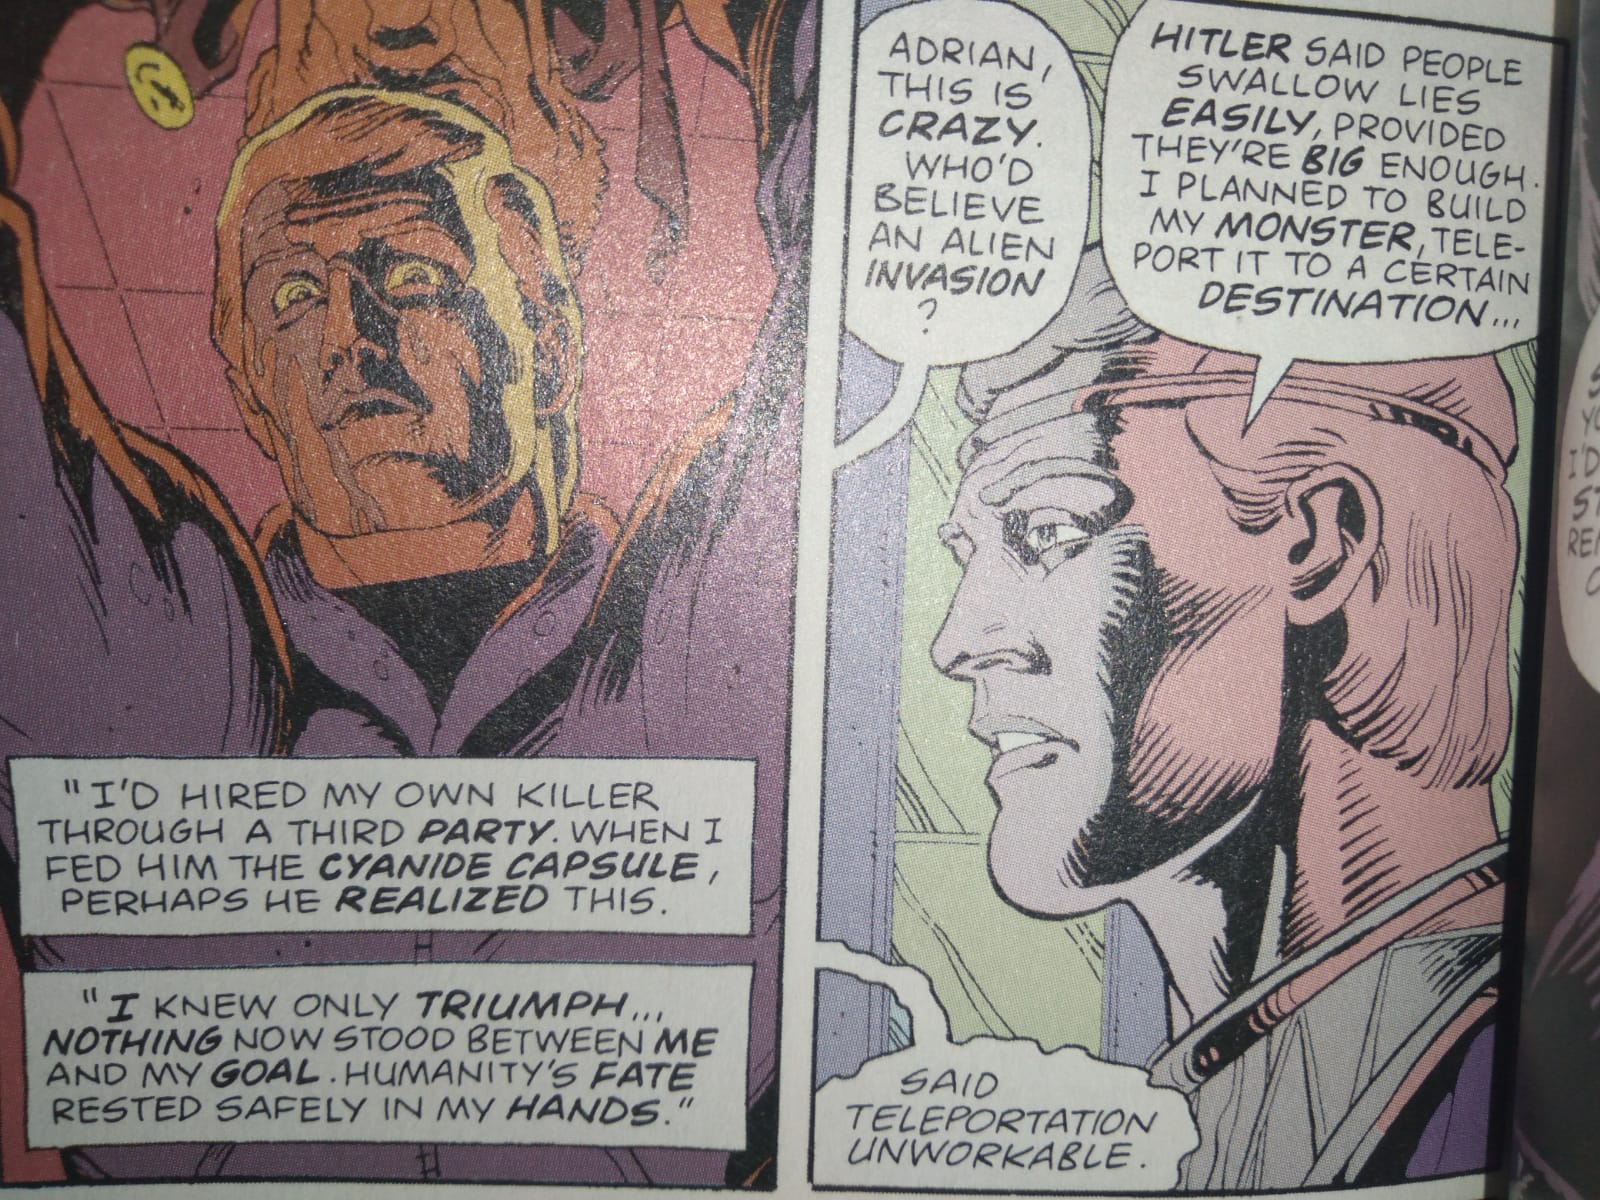 "I'D HIRED MY OWN KILLER
THROUGH A THIRD PARTY. WHEN I
FED HIM THE CYANIDE CAPSULE,
PERHAPS HE REALIZED THIS.
"I KNEW ONLY TRIUMPH...
NOTHING NOW STOOD BETWEEN ME
AND MY GOAL. HUMANITY'S FATE
RESTED SAFELY IN MY HANDS."
ADRIAN,
THIS IS
CRAZY.
WHO'D
BELIEVE
AN ALIEN
INVASION
?
HITLER SAID PEOPLE
SWALLOW LIES
EASILY, PROVIDED
THEY'RE BIG ENOUGH.
I PLANNED TO BUILD
MY MONSTER, TELE-
PORT IT TO A CERTAIN
DESTINATION...
SAID
TELEPORTATION
UNWORKABLE.